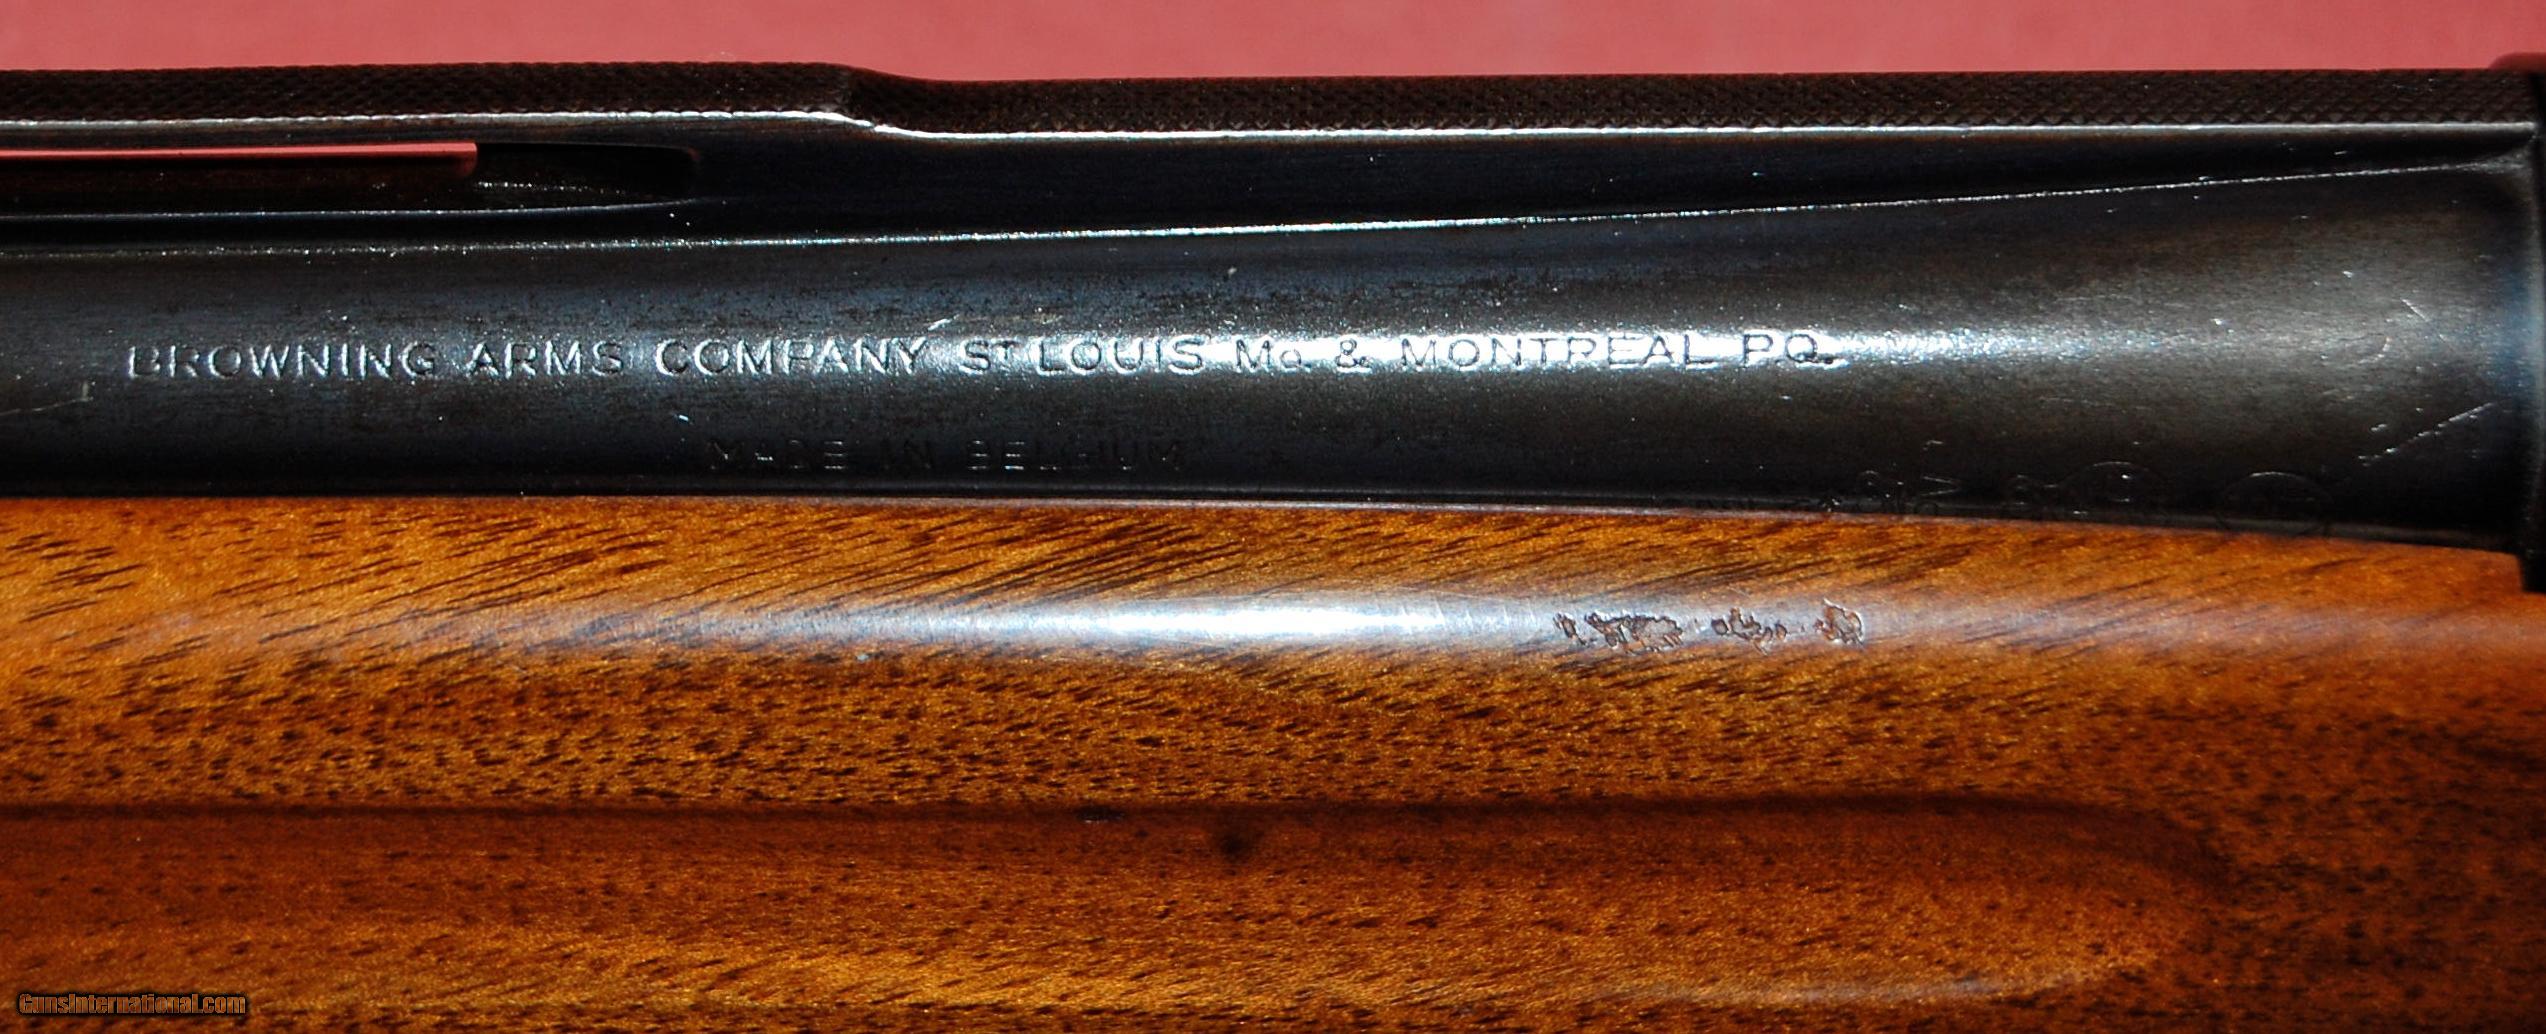 BROWNING ARMS COMPANY ST LOUIS Mo. & MONTREAL P.Q.
MADE IN BELGIUM
GunsInternational.com